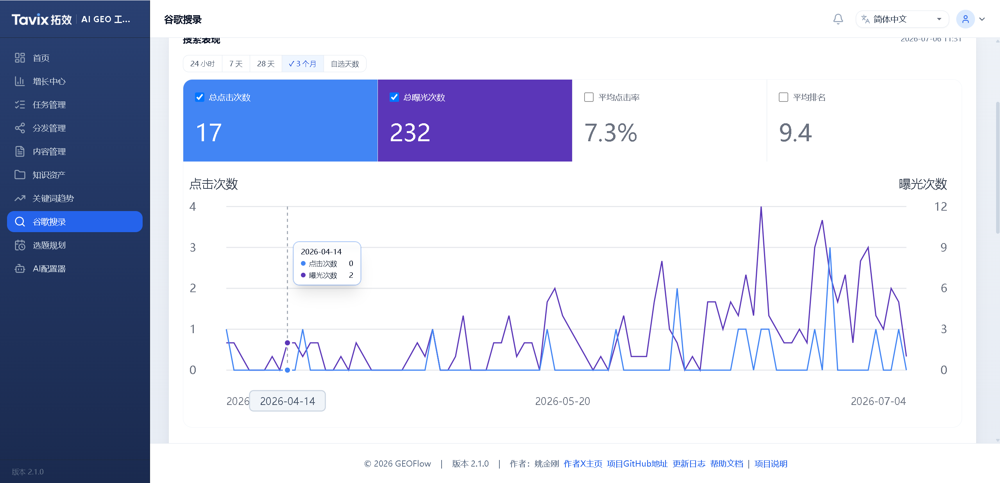 Tavix 拓效 | AI GEO 工...
谷歌搜录
简体中文
搜索表现
2026-07-06 11:31
首页
增长中心
任务管理
分发管理
内容管理
知识资产
关键词趋势
谷歌搜录
选题规划
AI配置器
版本 2.1.0
24 小时
7 天
28 天
✓ 3 个月
自选天数
总点击次数
17
总曝光次数
232
平均点击率
7.3%
平均排名
9.4
点击次数
曝光次数
4
3
2
1
0
12
9
6
3
0
2026-04-14
点击次数 0
曝光次数 2
2026
2026-04-14
2026-05-20
2026-07-04
© 2026 GEOFlow | 版本 2.1.0 | 作者：姚金刚 作者X主页 项目GitHub地址 更新日志 帮助文档 | 项目说明